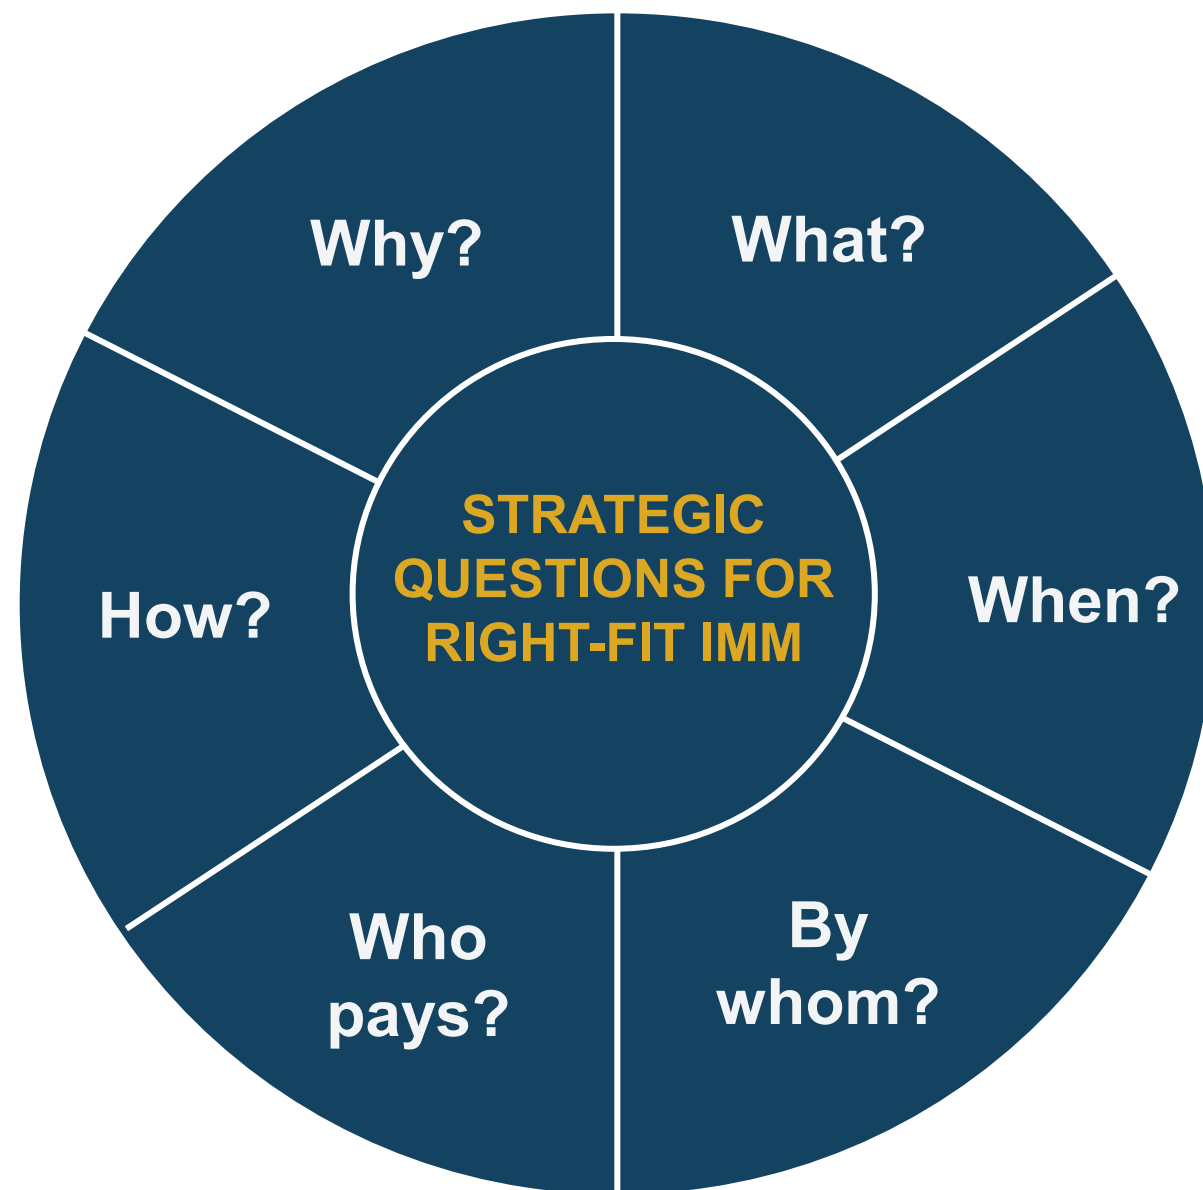 Why?
What?
STRATEGIC
QUESTIONS FOR
RIGHT-FIT IMM
How?
When?
Who
pays?
By
whom?